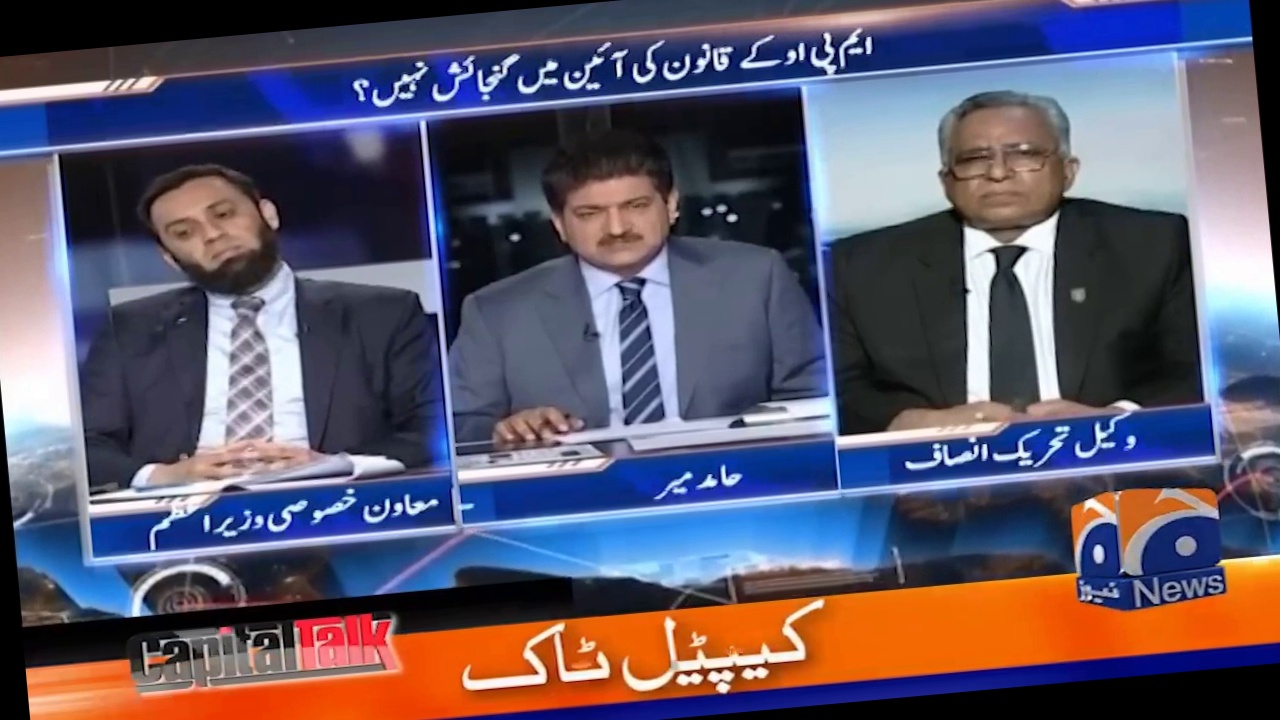 ایم پی او کے قانون کی آئین میں گنجائش نہیں؟
وکیل تحریک انصاف
حامد میر
معاون خصوصی وزیر اعظم
نیوز News
Capital Talk
کیپٹل ٹاک